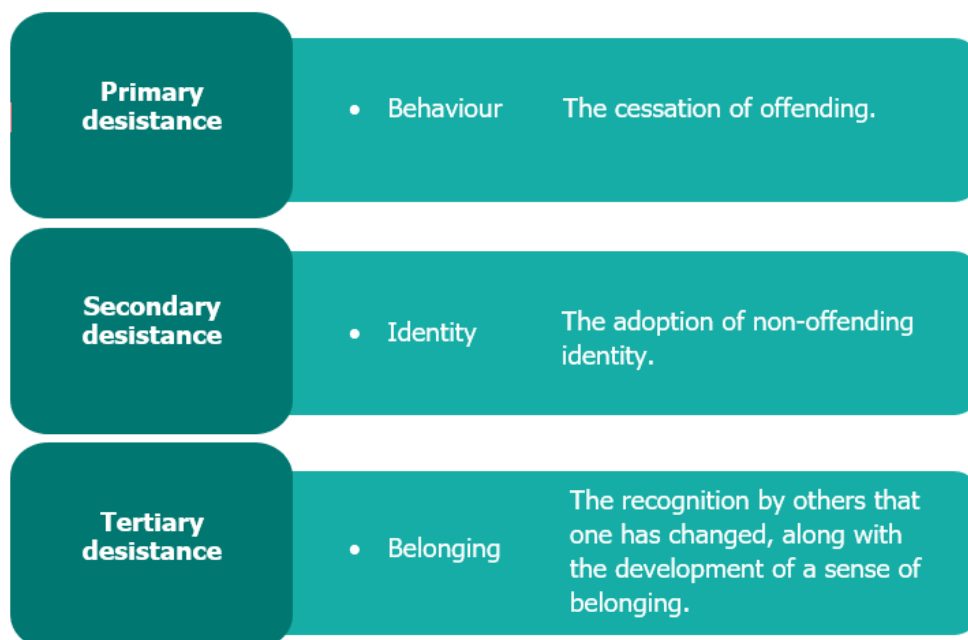 Primary
desistance
• Behaviour The cessation of offending.
Secondary
desistance
• Identity The adoption of non-offending
identity.
Tertiary
desistance
• Belonging The recognition by others that
one has changed, along with
the development of a sense of
belonging.